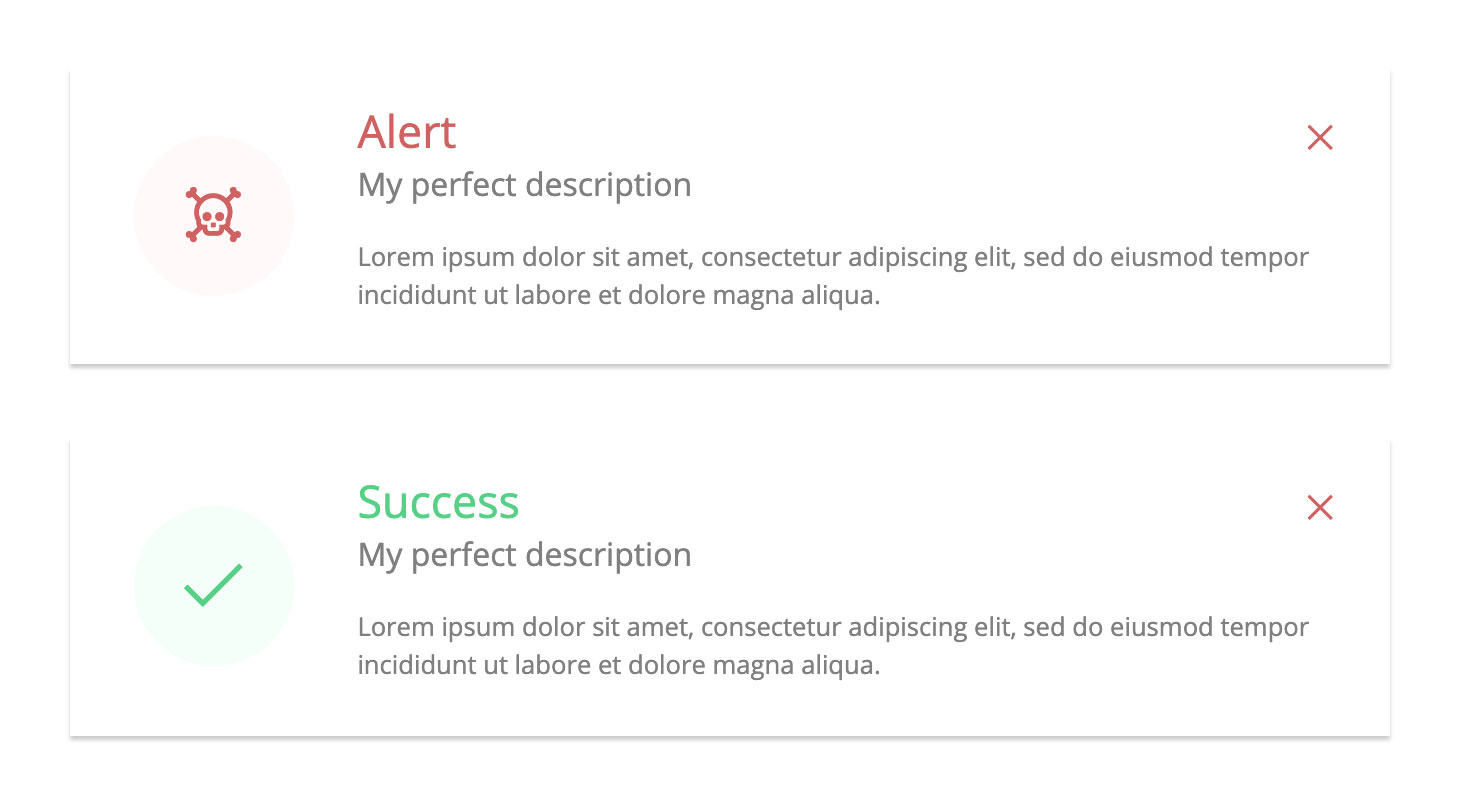 Alert
My perfect description
Lorem ipsum dolor sit amet, consectetur adipiscing elit, sed do eiusmod tempor
incididunt ut labore et dolore magna aliqua.
Success
My perfect description
Lorem ipsum dolor sit amet, consectetur adipiscing elit, sed do eiusmod tempor
incididunt ut labore et dolore magna aliqua.